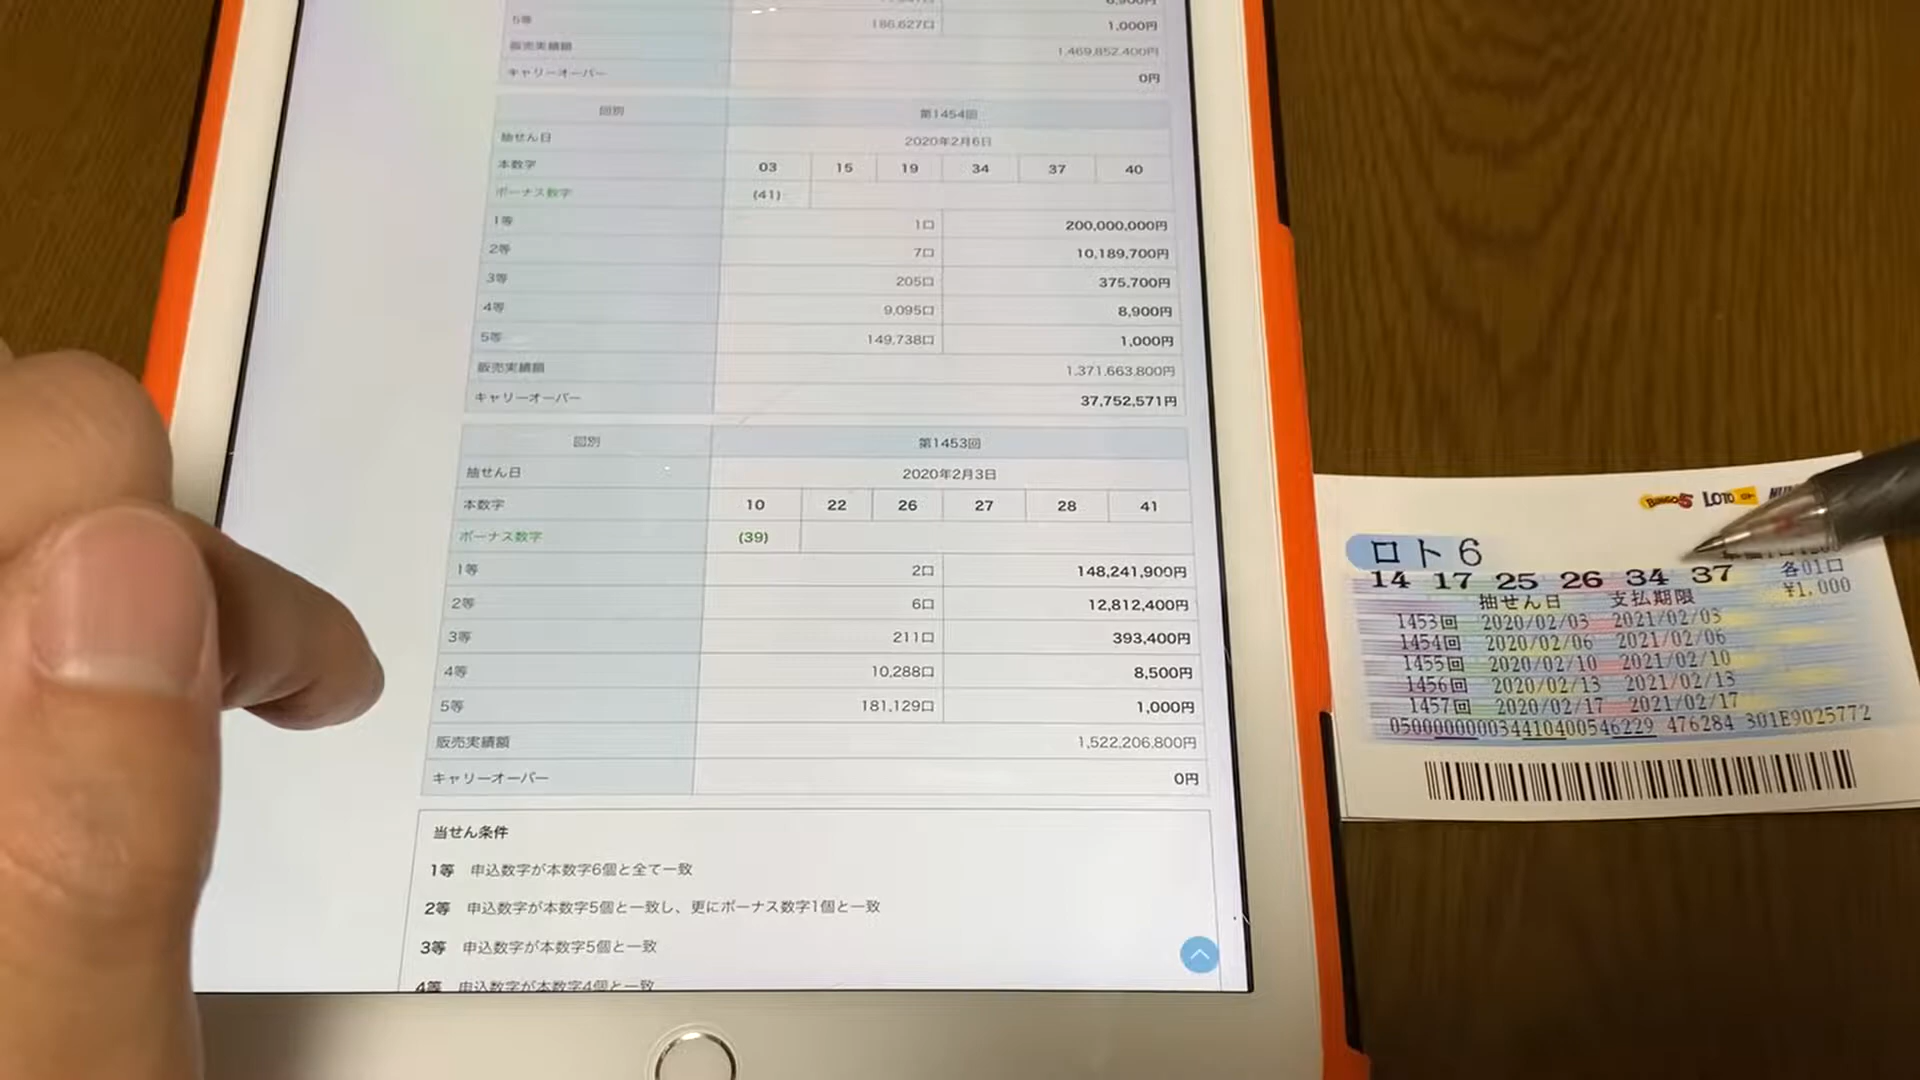 5等 186,627口 1,000円
販売実績額 1,469,852,400円
キャリーオーバー 0円
回別 第1454回
抽せん日 2020年2月6日
本数字 03 15 19 34 37 40
ボーナス数字 (41)
1等 1口 200,000,000円
2等 7口 10,189,700円
3等 205口 375,700円
4等 9,095口 8,900円
5等 149,738口 1,000円
販売実績額 1,371,663,800円
キャリーオーバー 37,752,571円
回別 第1453回
抽せん日 2020年2月3日
本数字 10 22 26 27 28 41
ボーナス数字 (39)
1等 2口 148,241,900円
2等 6口 12,812,400円
3等 211口 393,400円
4等 10,288口 8,500円
5等 181,129口 1,000円
販売実績額 1,522,206,800円
キャリーオーバー 0円
当せん条件
1等 申込数字が本数字6個と全て一致
2等 申込数字が本数字5個と一致し、更にボーナス数字1個と一致
3等 申込数字が本数字5個と一致
4等 申込数字が本数字4個と一致
BINGO5 LOTO
ロト6
14 17 25 26 34 37 各01口
抽せん日 支払期限 ¥1,000
1453回 2020/02/03 2021/02/03
1454回 2020/02/06 2021/02/06
1455回 2020/02/10 2021/02/10
1456回 2020/02/13 2021/02/13
1457回 2020/02/17 2021/02/17
05000000003441040054​6229 476284 301E9025772